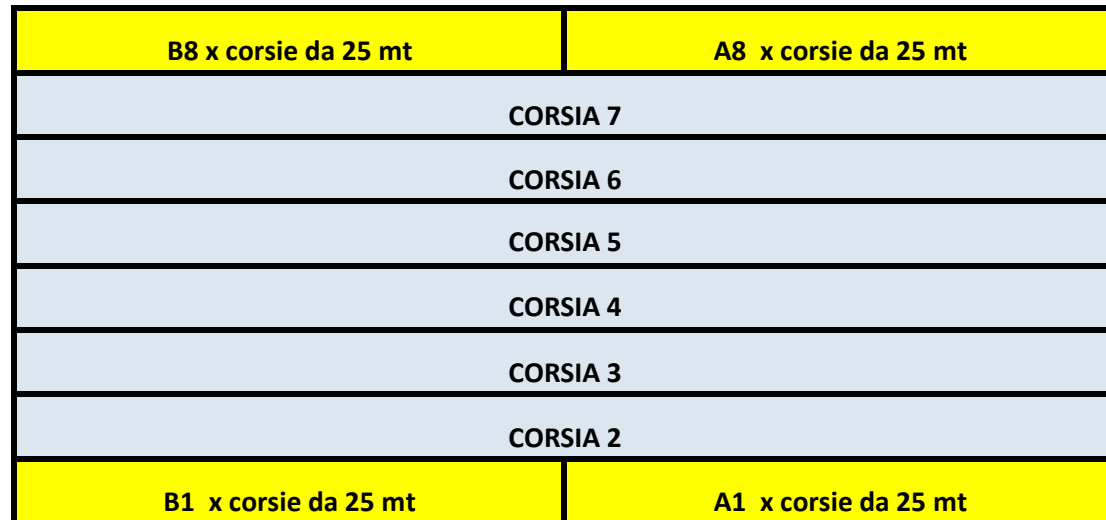 B8 x corsie da 25 mt
A8 x corsie da 25 mt
CORSIA 7
CORSIA 6
CORSIA 5
CORSIA 4
CORSIA 3
CORSIA 2
B1 x corsie da 25 mt
A1 x corsie da 25 mt